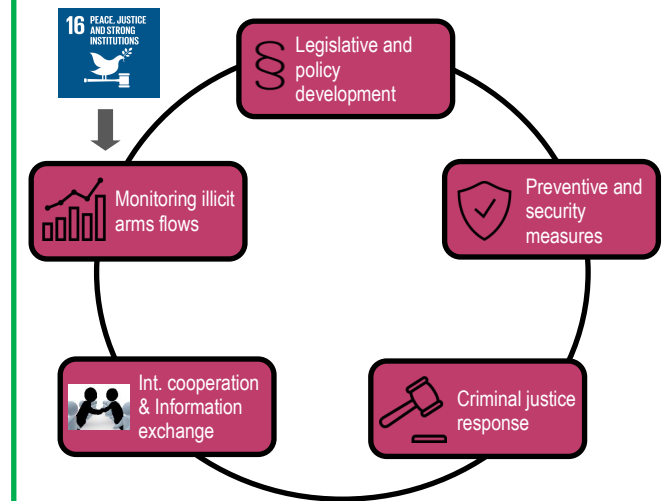 16 PEACE, JUSTICE
AND STRONG
INSTITUTIONS
§ Legislative and
policy
development
Monitoring illicit
arms flows
Preventive and
security
measures
Int. cooperation
& Information
exchange
Criminal justice
response